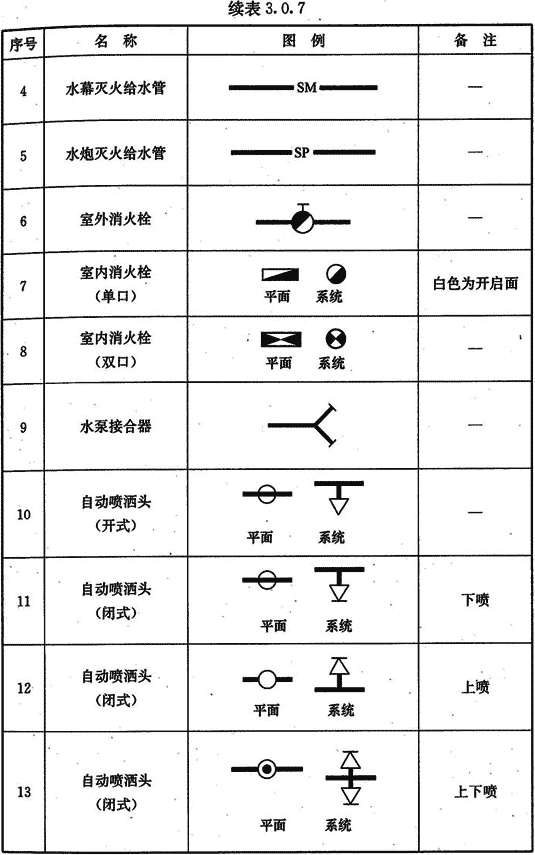 续表 3.0.7
序号 名称 图例 备注
4 水幕灭火给水管 SM —
5 水炮灭火给水管 SP —
6 室外消火栓 —
7 室内消火栓
（单口） 平面 系统 白色为开启面
8 室内消火栓
（双口） 平面 系统 —
9 水泵接合器 —
10 自动喷洒头
（开式） 平面 系统 —
11 自动喷洒头
（闭式） 平面 系统 下喷
12 自动喷洒头
（闭式） 平面 系统 上喷
13 自动喷洒头
（闭式） 平面 系统 上下喷